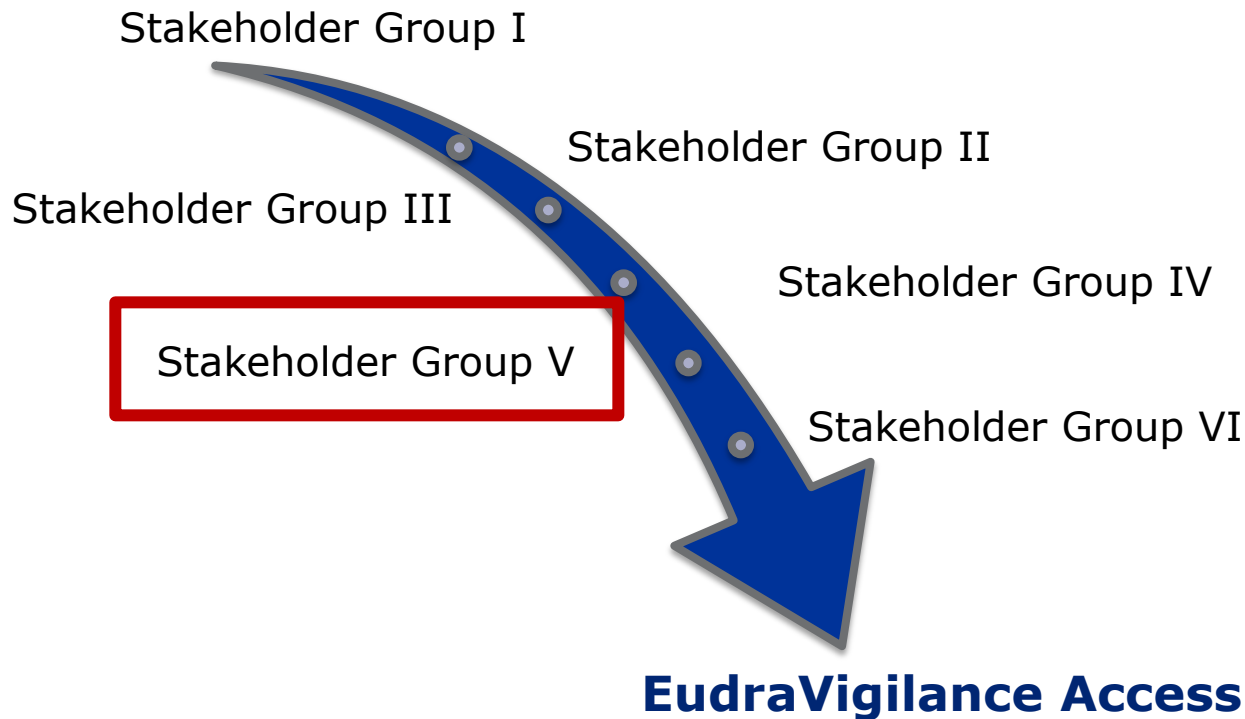 Stakeholder Group I
Stakeholder Group II
Stakeholder Group III
Stakeholder Group IV
Stakeholder Group V
Stakeholder Group VI
EudraVigilance Access